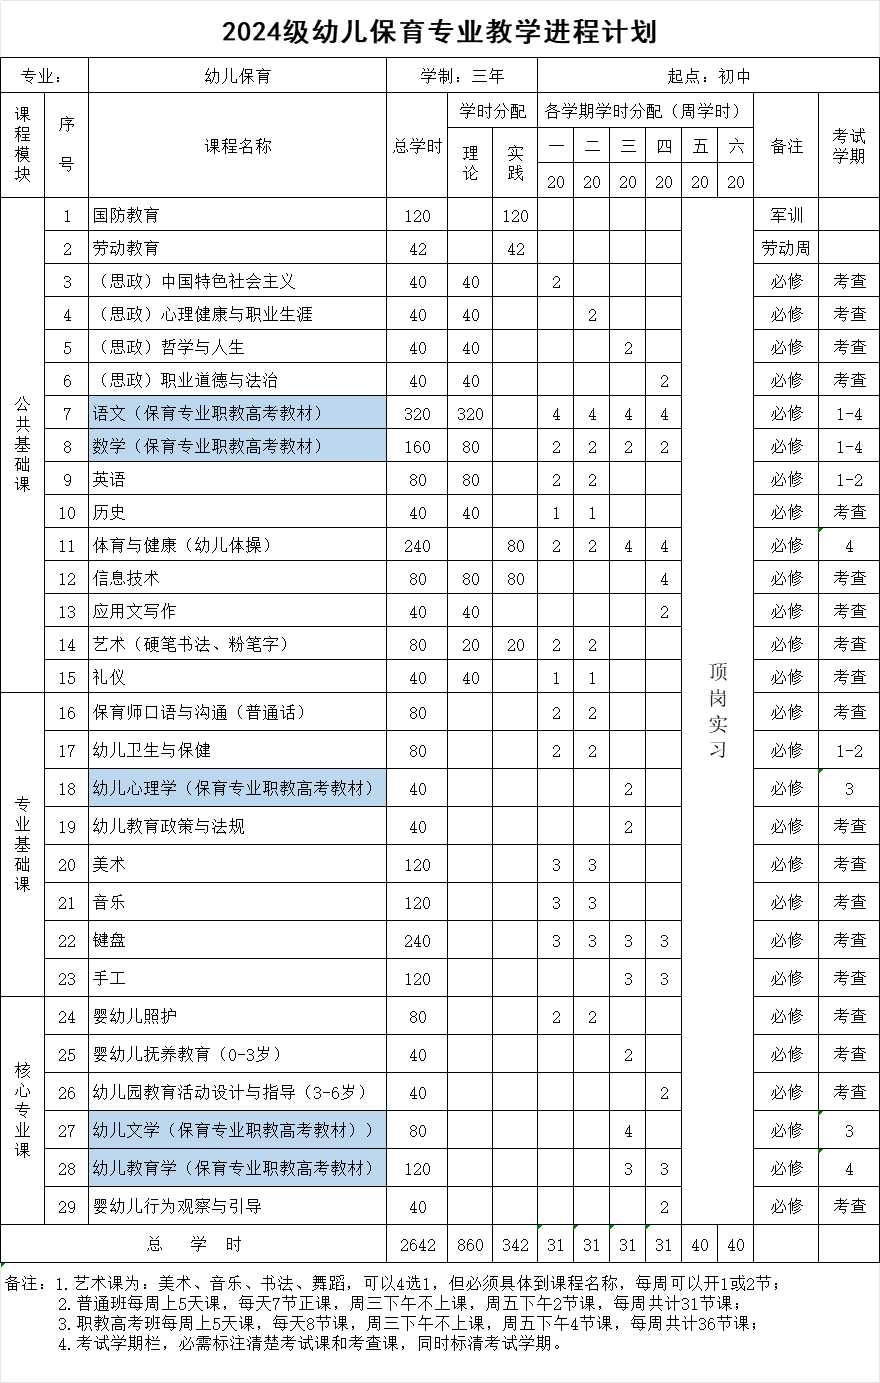 2024级幼儿保育专业教学进程计划
专业： 幼儿保育 学制：三年 起点：初中
课程模块 序号 课程名称 总学时 学时分配 各学期学时分配（周学时） 备注 考试学期
理论 实践 一 二 三 四 五 六
20 20 20 20 20 20
公共基础课
1 国防教育 120 120 军训
2 劳动教育 42 42 劳动周
3 （思政）中国特色社会主义 40 40 2 必修 考查
4 （思政）心理健康与职业生涯 40 40 2 必修 考查
5 （思政）哲学与人生 40 40 2 必修 考查
6 （思政）职业道德与法治 40 40 2 必修 考查
7 语文（保育专业职教高考教材） 320 320 4 4 4 4 必修 1-4
8 数学（保育专业职教高考教材） 160 80 2 2 2 2 必修 1-4
9 英语 80 80 2 2 必修 1-2
10 历史 40 40 1 1 必修 考查
11 体育与健康（幼儿体操） 240 80 2 2 4 4 必修 4
12 信息技术 80 80 80 4 必修 考查
13 应用文写作 40 40 2 必修 考查
14 艺术（硬笔书法、粉笔字） 80 20 20 2 2 必修 考查
15 礼仪 40 40 1 1 必修 考查
顶岗实习
专业基础课
16 保育师口语与沟通（普通话） 80 2 2 必修 考查
17 幼儿卫生与保健 80 2 2 必修 1-2
18 幼儿心理学（保育专业职教高考教材） 40 2 必修 3
19 幼儿教育政策与法规 40 2 必修 考查
20 美术 120 3 3 必修 考查
21 音乐 120 3 3 必修 考查
22 键盘 240 3 3 3 3 必修 考查
23 手工 120 3 3 必修 考查
核心专业课
24 婴幼儿照护 80 2 2 必修 考查
25 婴幼儿抚养教育（0-3岁） 40 2 必修 考查
26 幼儿园教育活动设计与指导（3-6岁） 40 2 必修 考查
27 幼儿文学（保育专业职教高考教材）） 80 4 必修 3
28 幼儿教育学（保育专业职教高考教材） 120 3 3 必修 4
29 婴幼儿行为观察与引导 40 2 必修 考查
总 学 时 2642 860 342 31 31 31 31 40 40
备注：1.艺术课为：美术、音乐、书法、舞蹈，可以4选1，但必须具体到课程名称，每周可以开1或2节；
2.普通班每周上5天课，每天7节正课，周三下午不上课，周五下午2节课，每周共计31节课；
3.职教高考班每周上5天课，每天8节课，周三下午不上课，周五下午4节课，每周共计36节课；
4.考试学期栏，必需标注清楚考试课和考查课，同时标清考试学期。